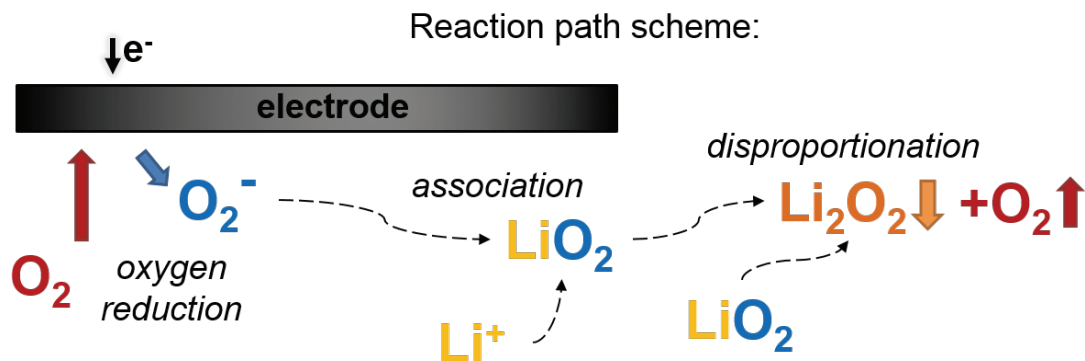 Reaction path scheme:
e⁻
electrode
disproportionation
association
O₂⁻
Li₂O₂ +O₂
LiO₂
O₂
oxygen
reduction
LiO₂
Li⁺